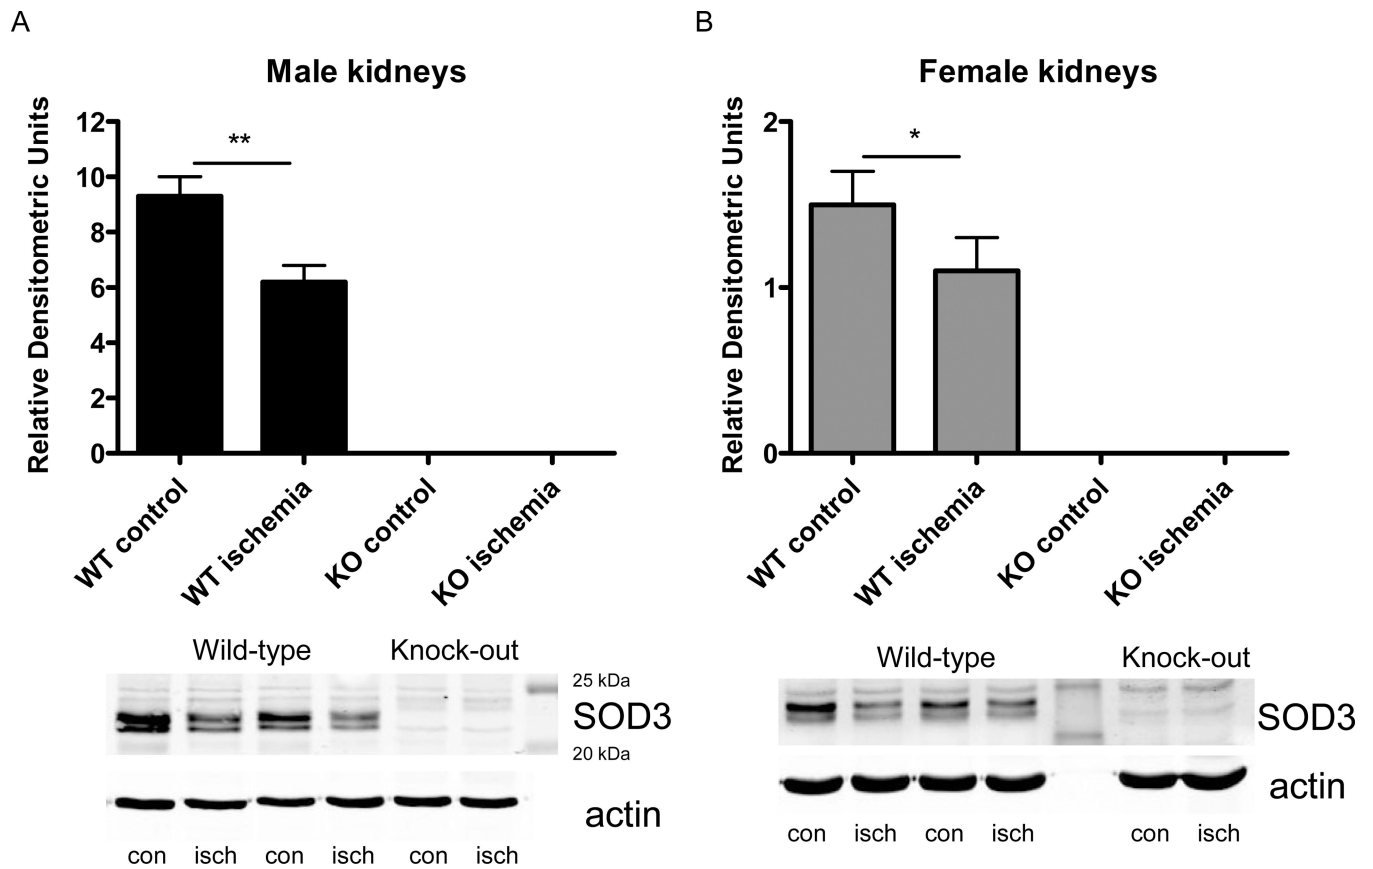 A
Male kidneys
Relative Densitometric Units
12
10
8
6
4
2
0
**
WT control
WT ischemia
KO control
KO ischemia
Wild-type
Knock-out
25 kDa
SOD3
20 kDa
actin
con isch con isch con isch
B
Female kidneys
Relative Densitometric Units
2
1
0
*
WT control
WT ischemia
KO control
KO ischemia
Wild-type
Knock-out
SOD3
actin
con isch con isch con isch